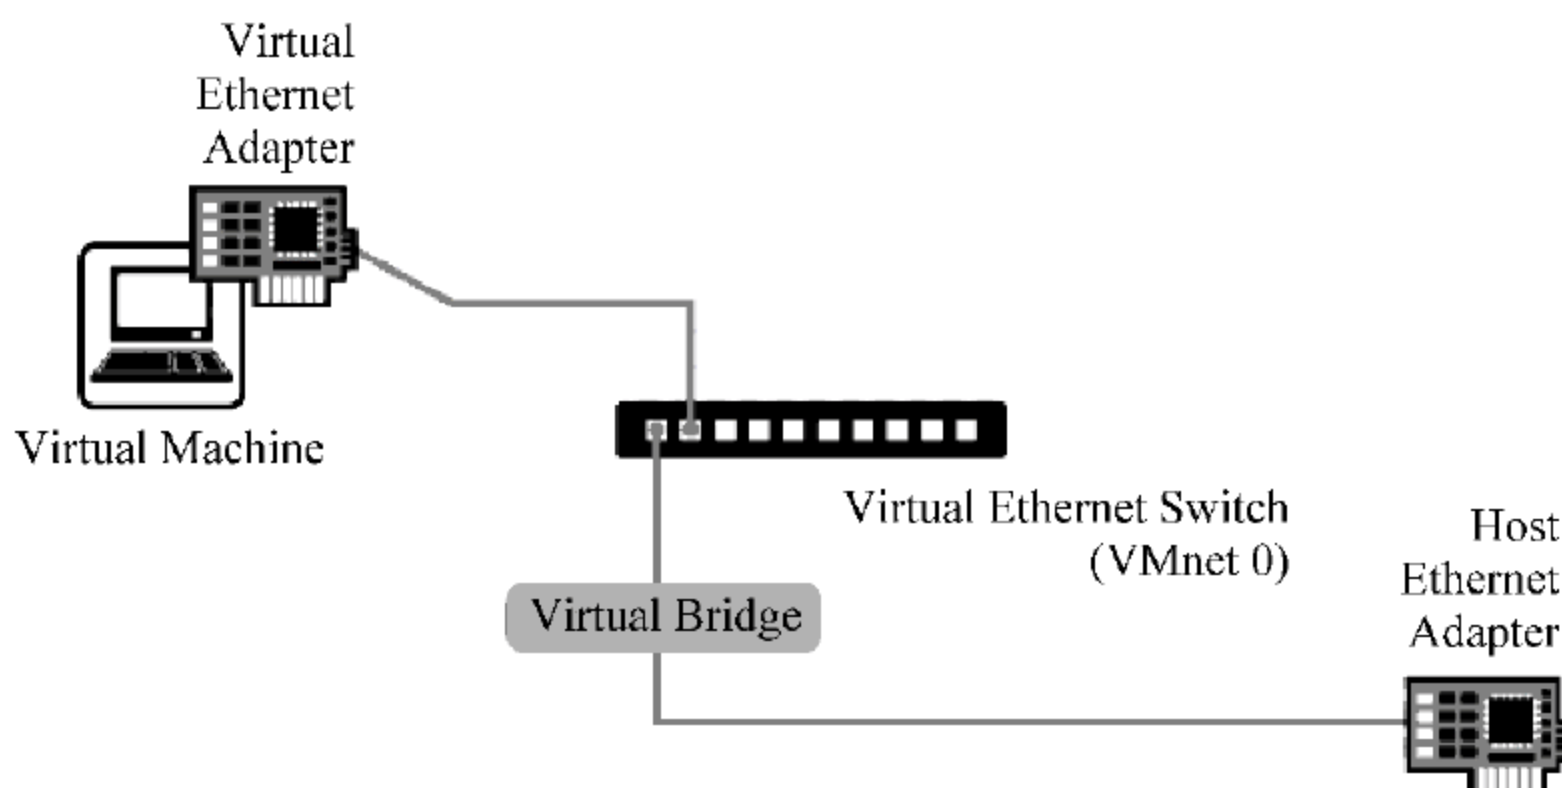 Virtual
Ethernet
Adapter
Virtual Machine
Virtual Ethernet Switch
(VMnet 0)
Virtual Bridge
Host
Ethernet
Adapter